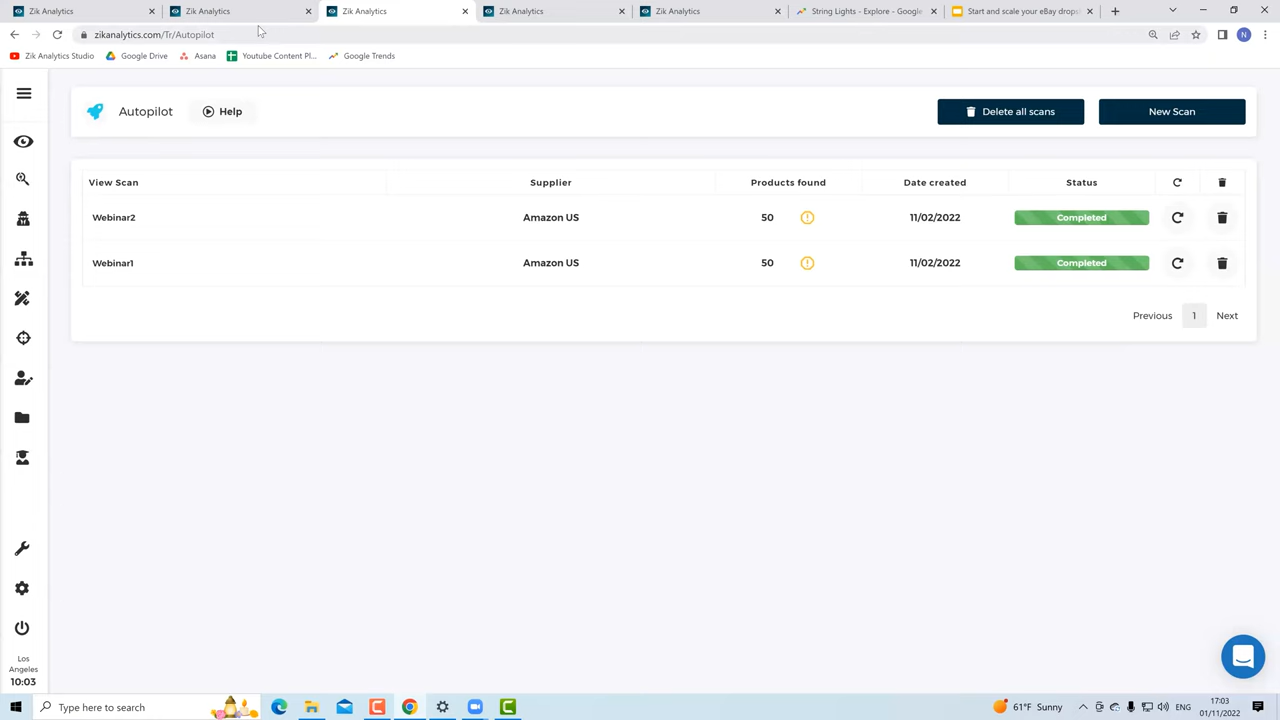 Zik Analytics
Zik Analytics
Zik Analytics
Zik Analytics
Zik Analytics
String Lights - Explore - Google
Start and scale your eBay drops
zikanalytics.com/Tr/Autopilot
N
Zik Analytics Studio
Google Drive
Asana
Youtube Content Pl...
Google Trends
Autopilot
Help
Delete all scans
New Scan
View Scan
Supplier
Products found
Date created
Status
Webinar2
Amazon US
50
11/02/2022
Completed
Webinar1
Amazon US
50
11/02/2022
Completed
Previous
1
Next
Los
Angeles
10:03
Type here to search
61°F Sunny
ENG
17:03
01/11/2022